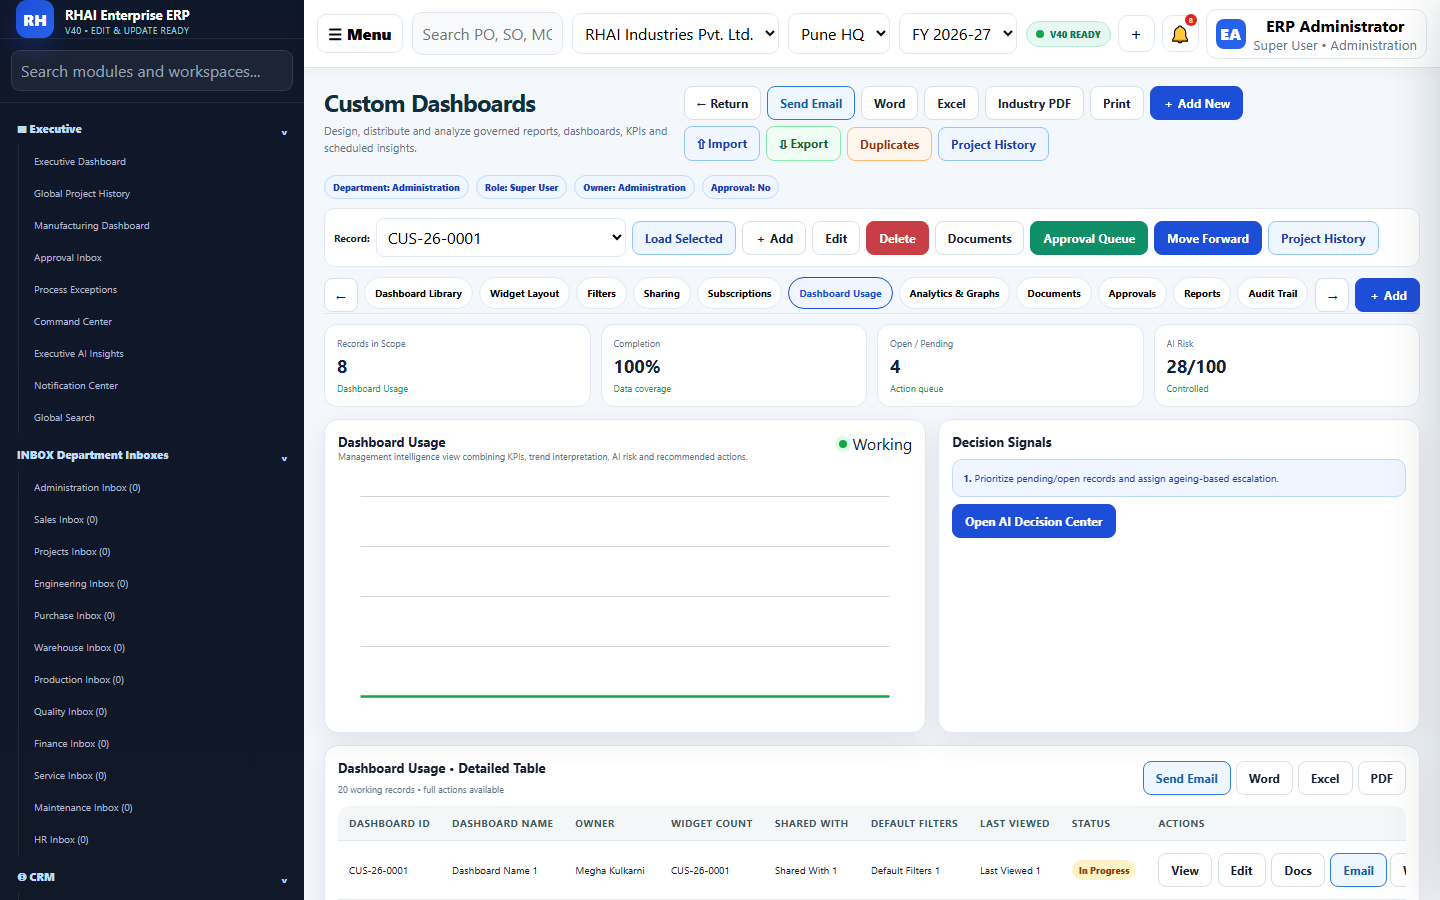 RH
RHAI Enterprise ERP
V40 • EDIT & UPDATE READY
Search modules and workspaces...
Executive
Executive Dashboard
Global Project History
Manufacturing Dashboard
Approval Inbox
Process Exceptions
Command Center
Executive AI Insights
Notification Center
Global Search
INBOX Department Inboxes
Administration Inbox (0)
Sales Inbox (0)
Projects Inbox (0)
Engineering Inbox (0)
Purchase Inbox (0)
Warehouse Inbox (0)
Production Inbox (0)
Quality Inbox (0)
Finance Inbox (0)
Service Inbox (0)
Maintenance Inbox (0)
HR Inbox (0)
CRM
☰ Menu
Search PO, SO, MO
RHAI Industries Pvt. Ltd.
Pune HQ
FY 2026-27
V40 READY
+
8
EA
ERP Administrator
Super User • Administration
Custom Dashboards
Design, distribute and analyze governed reports, dashboards, KPIs and
scheduled insights.
← Return
Send Email
Word
Excel
Industry PDF
Print
+ Add New
⇧ Import
⇩ Export
Duplicates
Project History
Department: Administration
Role: Super User
Owner: Administration
Approval: No
Record:
CUS-26-0001
Load Selected
+ Add
Edit
Delete
Documents
Approval Queue
Move Forward
Project History
←
Dashboard Library
Widget Layout
Filters
Sharing
Subscriptions
Dashboard Usage
Analytics & Graphs
Documents
Approvals
Reports
Audit Trail
→
+ Add
Records in Scope
8
Dashboard Usage
Completion
100%
Data coverage
Open / Pending
4
Action queue
AI Risk
28/100
Controlled
Dashboard Usage
Management intelligence view combining KPIs, trend interpretation, AI risk and recommended actions.
Working
Decision Signals
1. Prioritize pending/open records and assign ageing-based escalation.
Open AI Decision Center
Dashboard Usage • Detailed Table
20 working records • full actions available
Send Email
Word
Excel
PDF
DASHBOARD ID DASHBOARD NAME OWNER WIDGET COUNT SHARED WITH DEFAULT FILTERS LAST VIEWED STATUS ACTIONS
CUS-26-0001 Dashboard Name 1 Megha Kulkarni CUS-26-0001 Shared With 1 Default Filters 1 Last Viewed 1 In Progress View Edit Docs Email